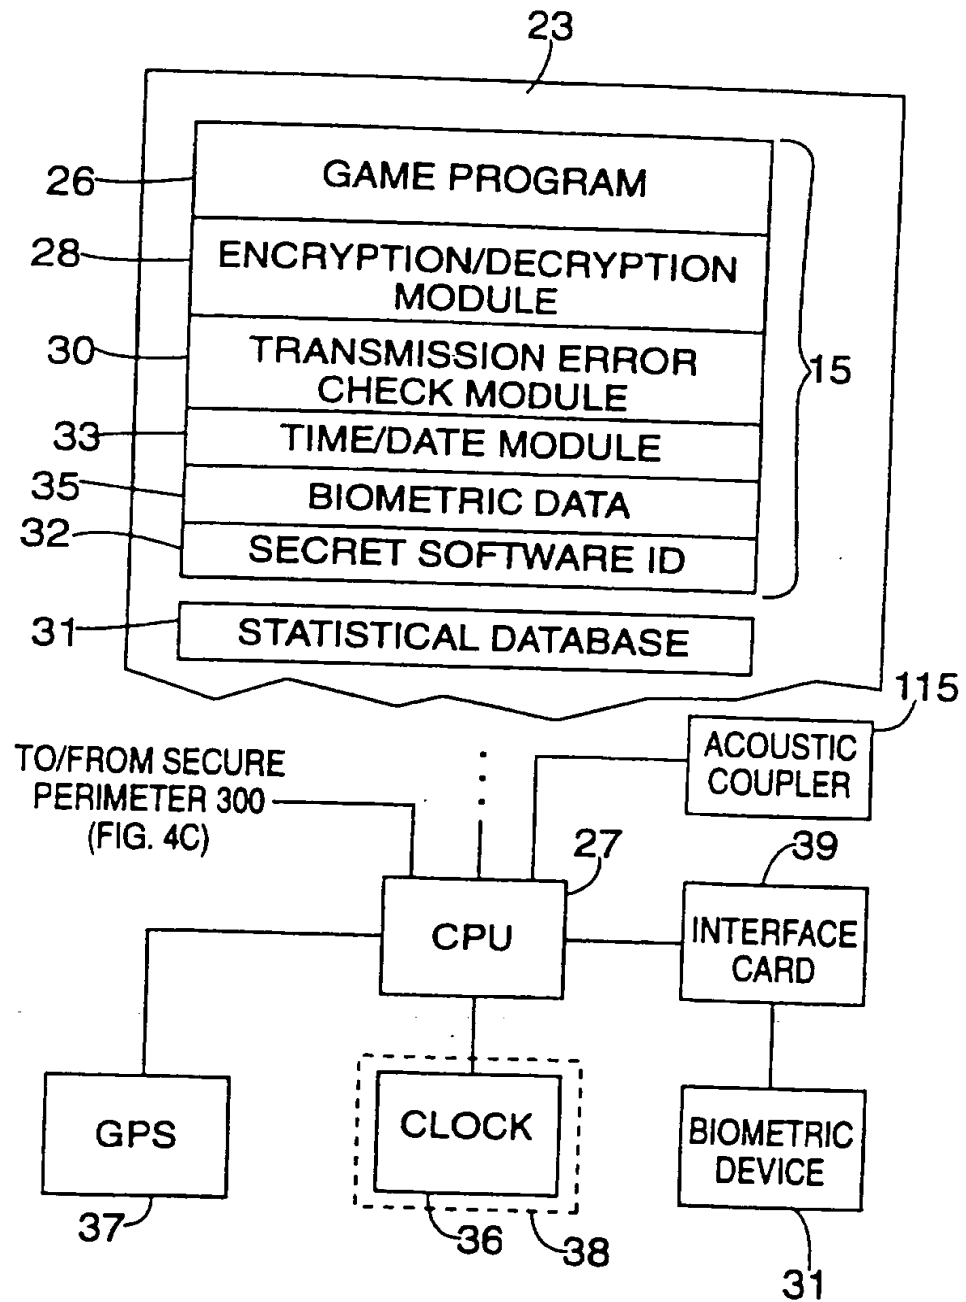 23
26
GAME PROGRAM
28
ENCRYPTION/DECRYPTION
MODULE
30
TRANSMISSION ERROR
CHECK MODULE
15
33
TIME/DATE MODULE
35
BIOMETRIC DATA
32
SECRET SOFTWARE ID
31
STATISTICAL DATABASE
115
TO/FROM SECURE
PERIMETER 300
(FIG. 4C)
ACOUSTIC
COUPLER
27
39
CPU
INTERFACE
CARD
GPS
CLOCK
BIOMETRIC
DEVICE
37
36
38
31